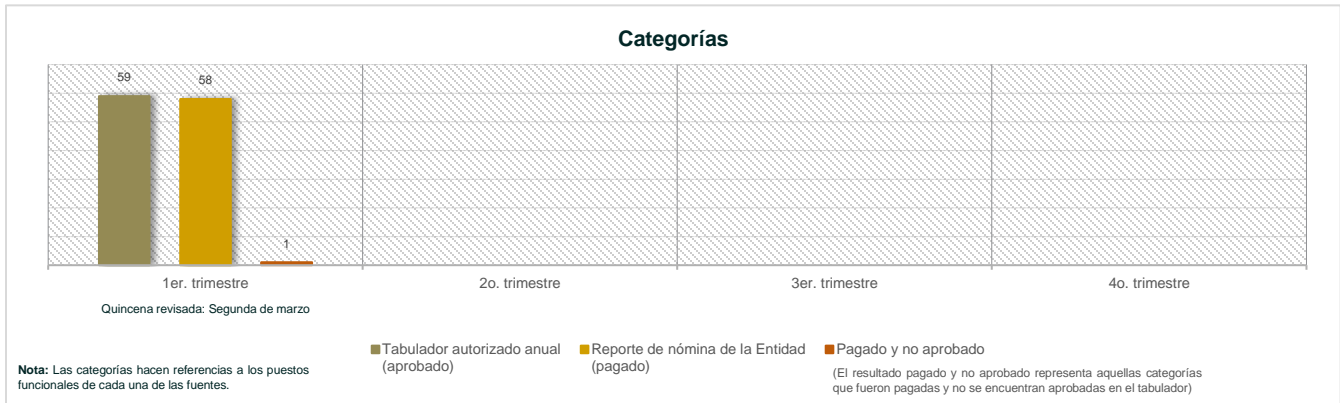 Categorías
59
58
1
1er. trimestre
2o. trimestre
3er. trimestre
4o. trimestre
Quincena revisada: Segunda de marzo
Tabulador autorizado anual
(aprobado)
Reporte de nómina de la Entidad
(pagado)
Pagado y no aprobado
(El resultado pagado y no aprobado representa aquellas categorías
que fueron pagadas y no se encuentran aprobadas en el tabulador)
Nota: Las categorías hacen referencias a los puestos
funcionales de cada una de las fuentes.